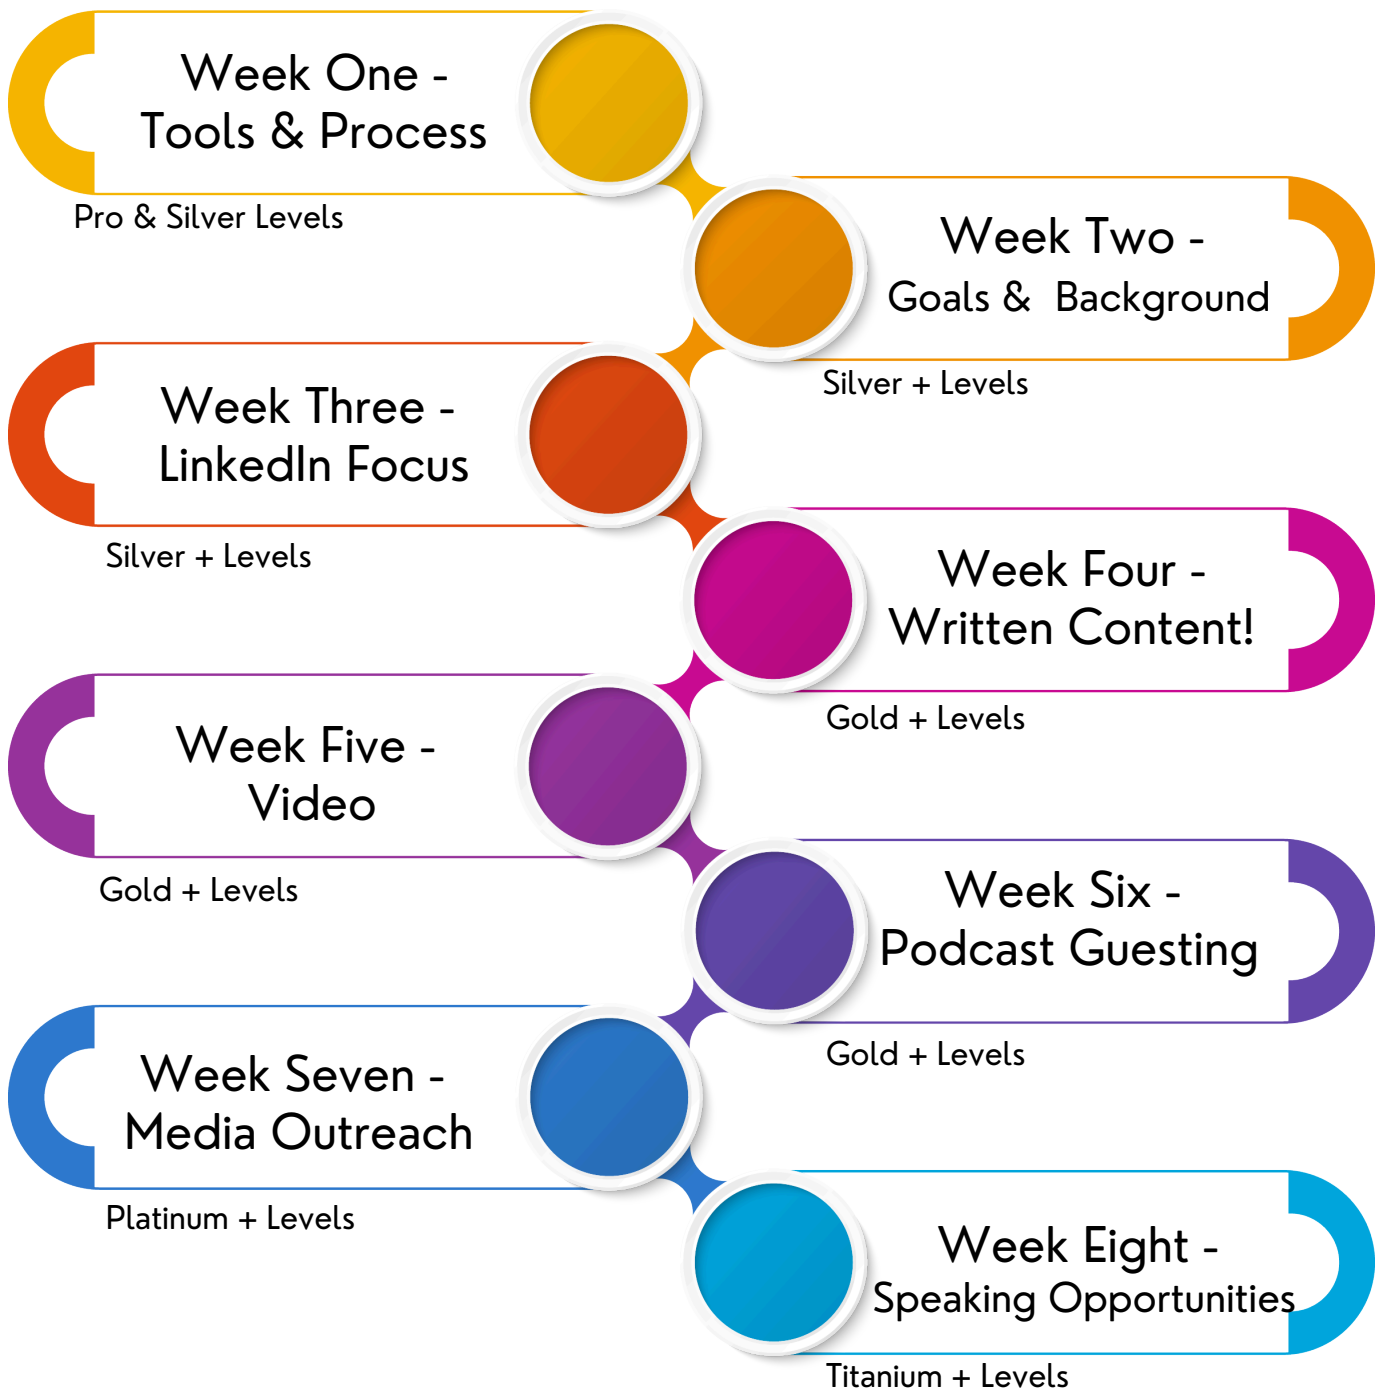 Week One -
Tools & Process
Pro & Silver Levels
Week Two -
Goals & Background
Silver + Levels
Week Three -
LinkedIn Focus
Silver + Levels
Week Four -
Written Content!
Gold + Levels
Week Five -
Video
Gold + Levels
Week Six -
Podcast Guesting
Gold + Levels
Week Seven -
Media Outreach
Platinum + Levels
Week Eight -
Speaking Opportunities
Titanium + Levels